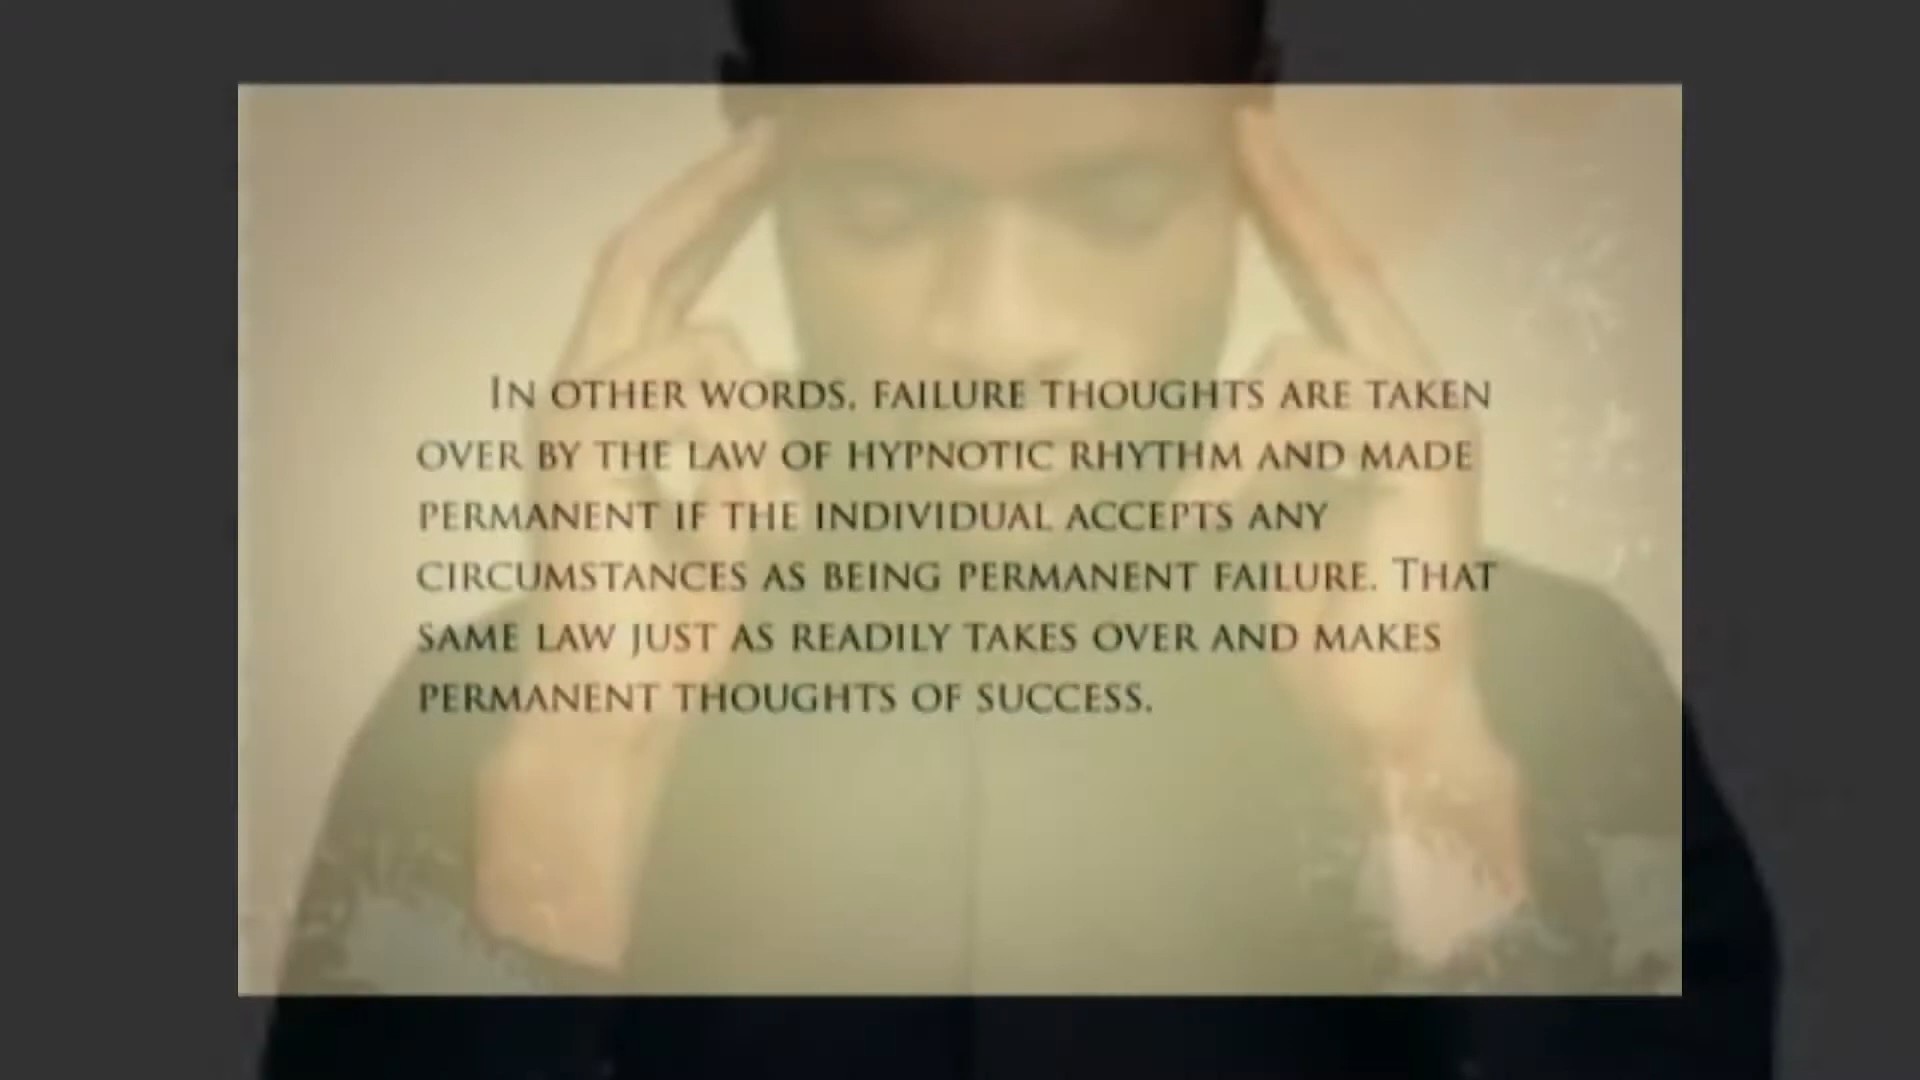 IN OTHER WORDS, FAILURE THOUGHTS ARE TAKEN
OVER BY THE LAW OF HYPNOTIC RHYTHM AND MADE
PERMANENT IF THE INDIVIDUAL ACCEPTS ANY
CIRCUMSTANCES AS BEING PERMANENT FAILURE. THAT
SAME LAW JUST AS READILY TAKES OVER AND MAKES
PERMANENT THOUGHTS OF SUCCESS.